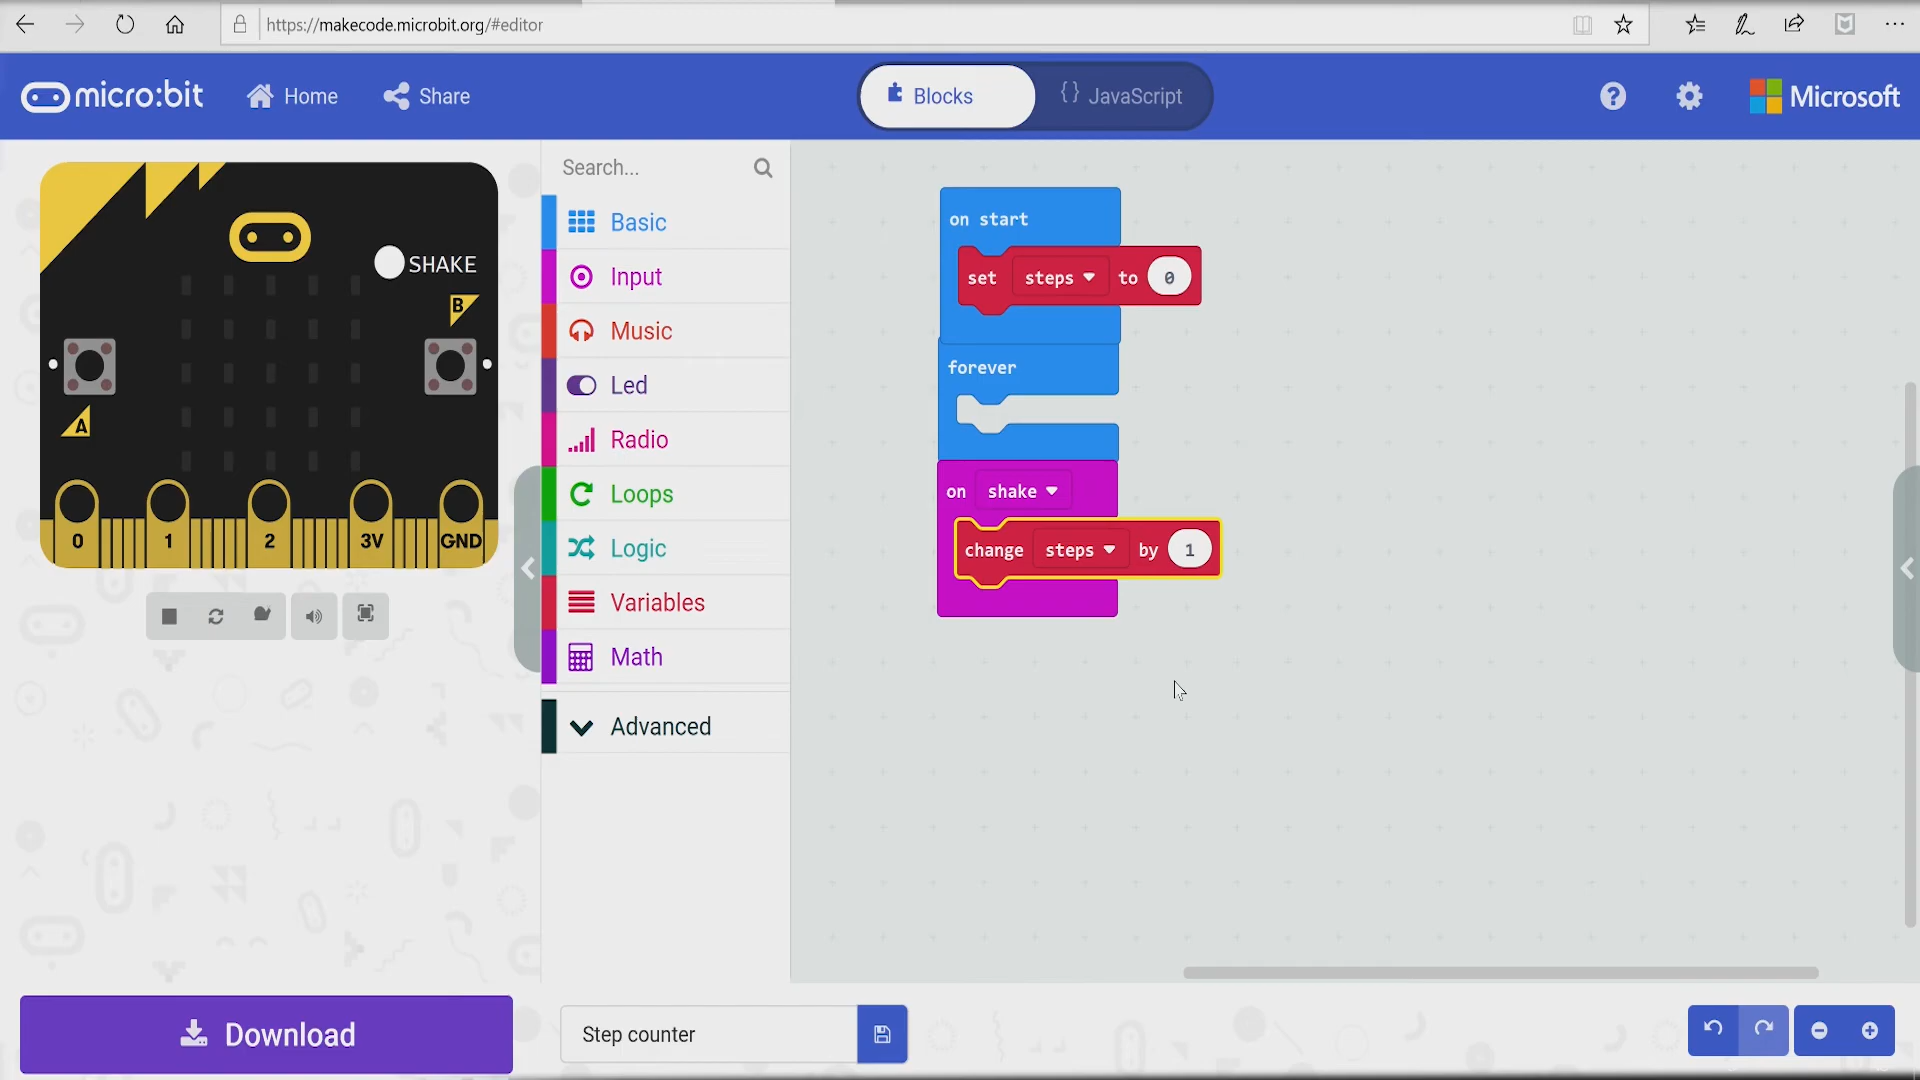 https://makecode.microbit.org/#editor
micro:bit
Home
Share
Blocks
{} JavaScript
?
Microsoft
SHAKE
B
A
0
1
2
3V
GND
Download
Search...
Basic
Input
Music
Led
Radio
Loops
Logic
Variables
Math
Advanced
on start
set steps to 0
forever
on shake
change steps by 1
Step counter